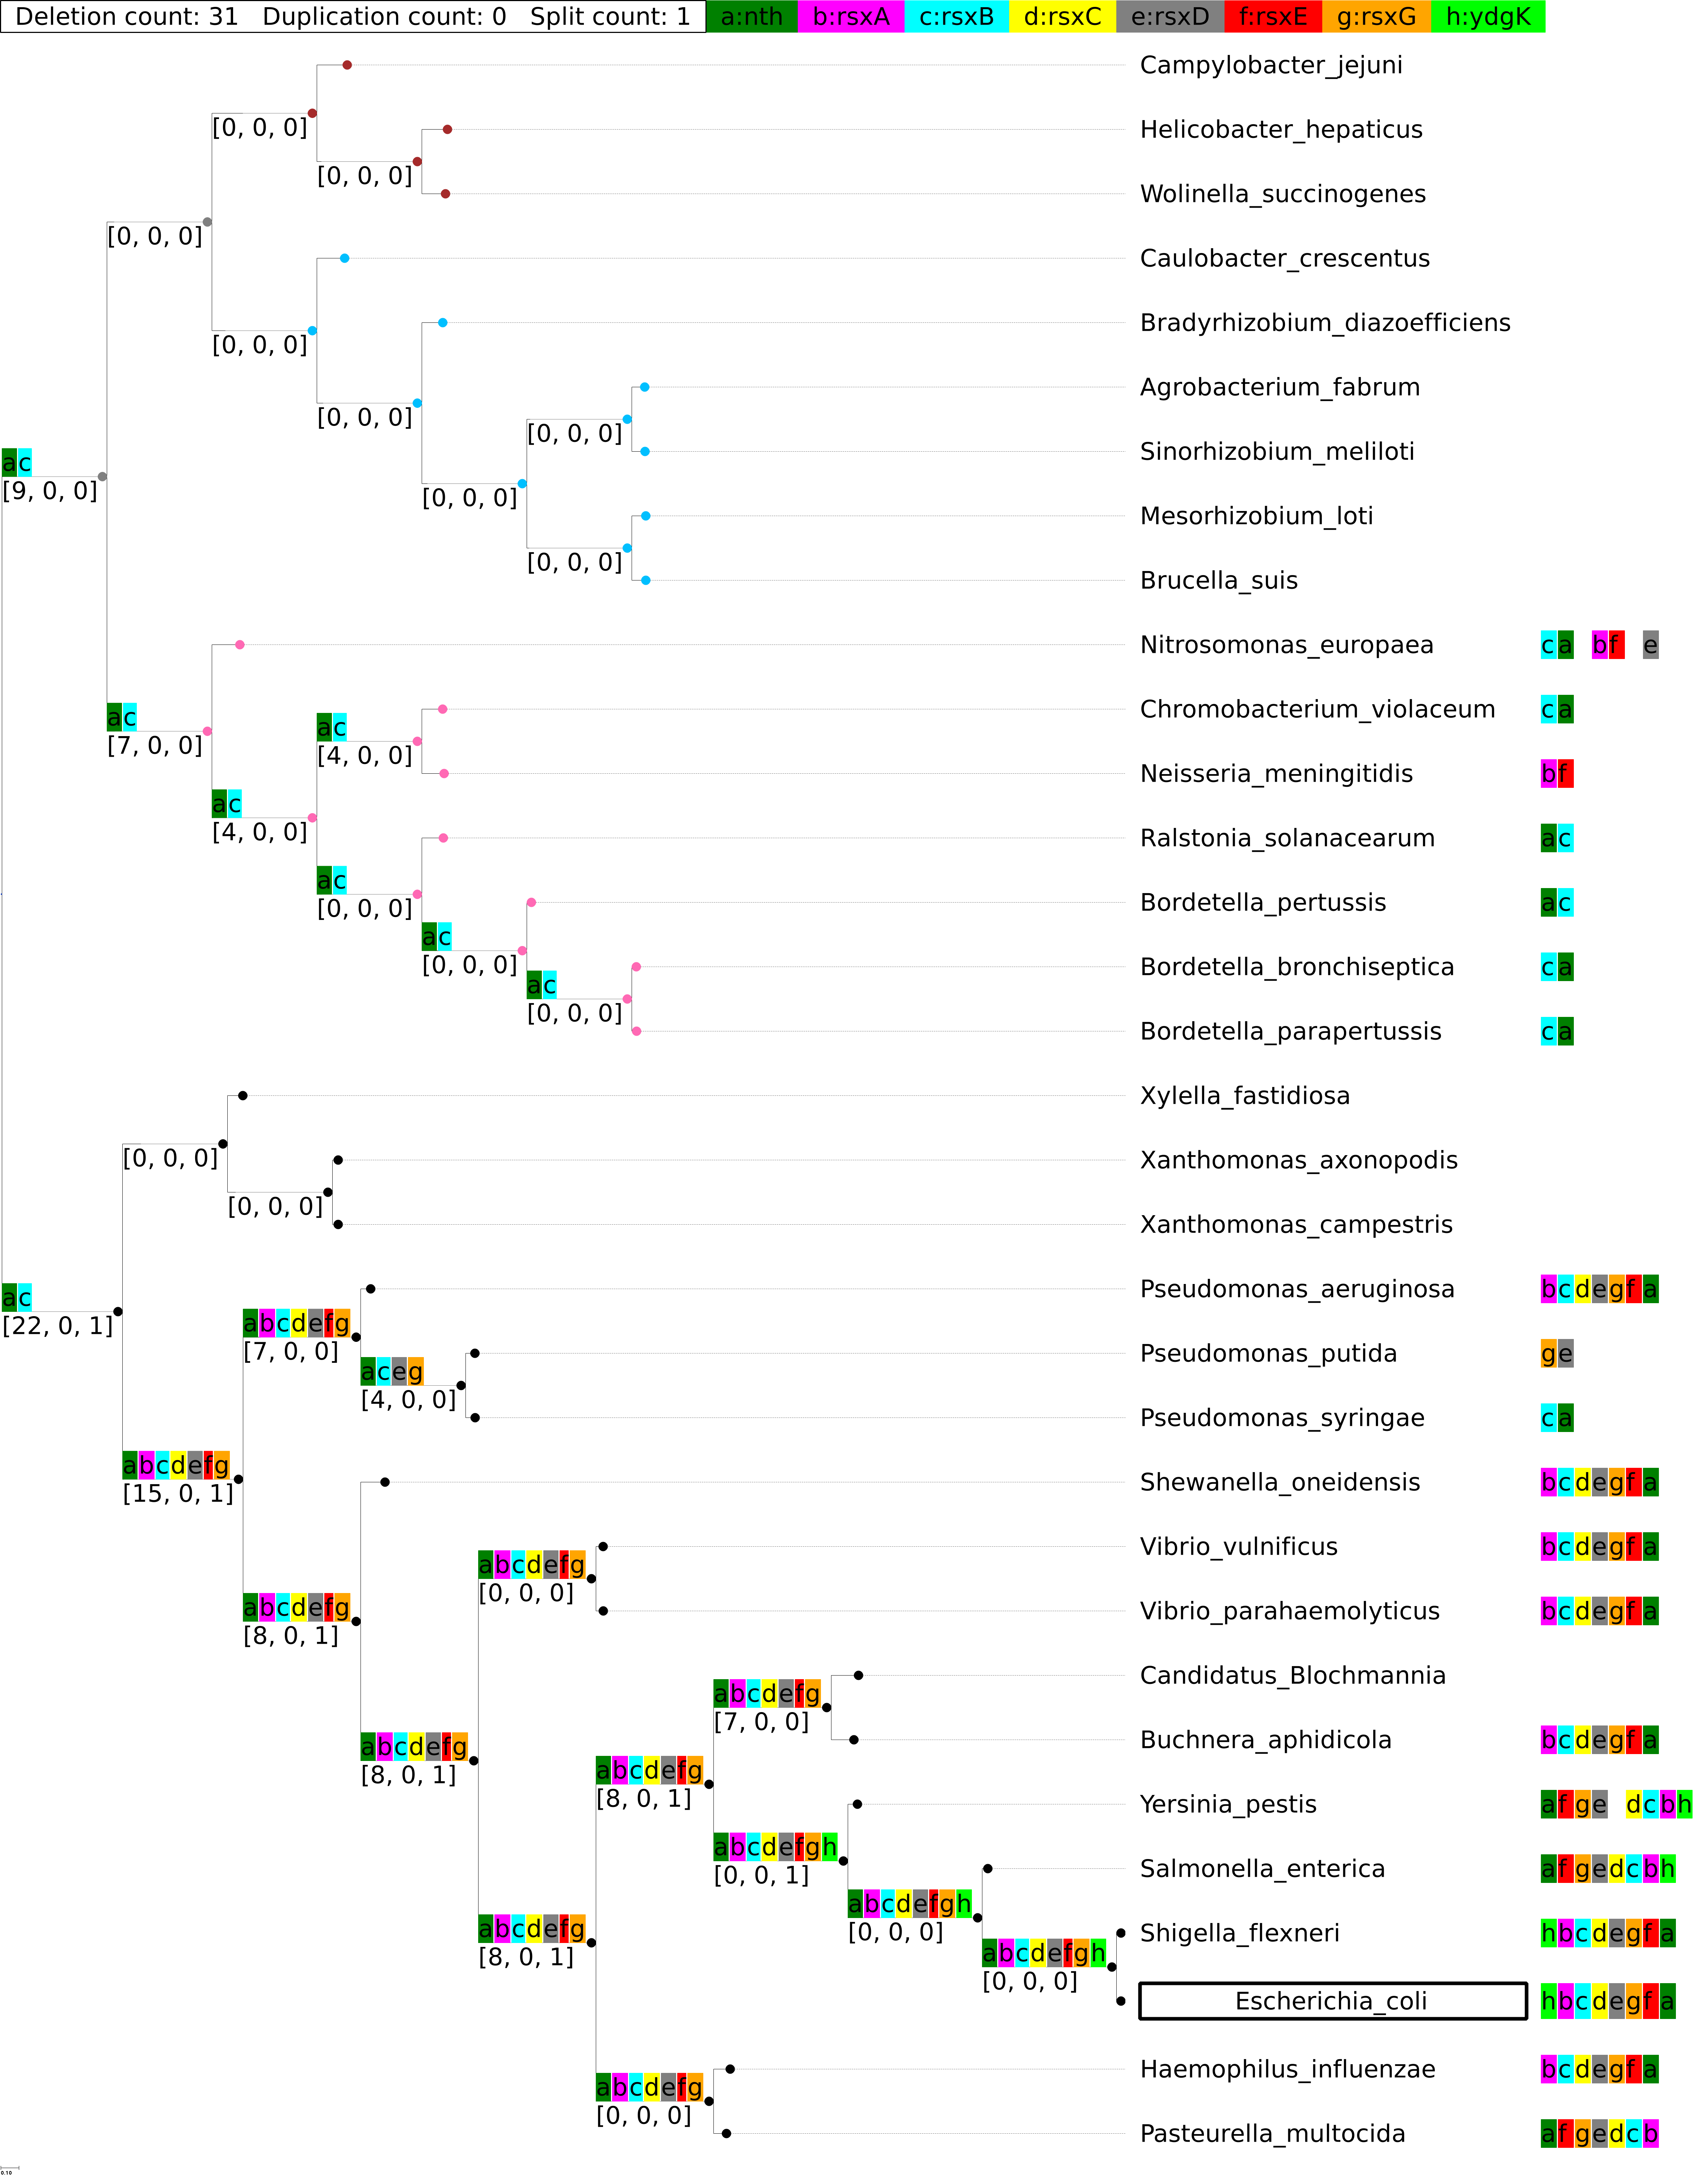 Deletion count: 31 Duplication count: 0 Split count: 1 a:nth b:rsxA c:rsxB d:rsxC e:rsxD f:rsxE g:rsxG h:ydgK
Campylobacter_jejuni
[0, 0, 0]
Helicobacter_hepaticus
[0, 0, 0]
Wolinella_succinogenes
[0, 0, 0]
Caulobacter_crescentus
[0, 0, 0]
Bradyrhizobium_diazoefficiens
Agrobacterium_fabrum
[0, 0, 0]
[0, 0, 0]
Sinorhizobium_meliloti
ac
[9, 0, 0]
[0, 0, 0]
Mesorhizobium_loti
[0, 0, 0]
Brucella_suis
Nitrosomonas_europaea ca bf e
Chromobacterium_violaceum ca
ac
ac
[7, 0, 0]
[4, 0, 0]
Neisseria_meningitidis bf
ac
[4, 0, 0]
Ralstonia_solanacearum ac
ac
[0, 0, 0]
Bordetella_pertussis ac
ac
[0, 0, 0]
Bordetella_bronchiseptica ca
ac
[0, 0, 0]
Bordetella_parapertussis ca
Xylella_fastidiosa
[0, 0, 0]
Xanthomonas_axonopodis
[0, 0, 0]
Xanthomonas_campestris
Pseudomonas_aeruginosa bcdegfa
ac
[22, 0, 1]
abcdefg
[7, 0, 0]
Pseudomonas_putida ge
aceg
[4, 0, 0]
Pseudomonas_syringae ca
abcdefg
[15, 0, 1]
Shewanella_oneidensis bcdegfa
Vibrio_vulnificus bcdegfa
abcdefg
[0, 0, 0]
abcdefg
[8, 0, 1]
Vibrio_parahaemolyticus bcdegfa
Candidatus_Blochmannia
abcdefg
[7, 0, 0]
Buchnera_aphidicola bcdegfa
abcdefg
[8, 0, 1]
abcdefg
[8, 0, 1]
Yersinia_pestis afge dcbh
abcdefgh
[0, 0, 1]
Salmonella_enterica afgedcbh
abcdefgh
[0, 0, 0]
Shigella_flexneri hbcdegfa
abcdefg
[8, 0, 1]
abcdefgh
[0, 0, 0]
Escherichia_coli hbcdegfa
Haemophilus_influenzae bcdegfa
abcdefg
[0, 0, 0]
Pasteurella_multocida afgedcb
0.10